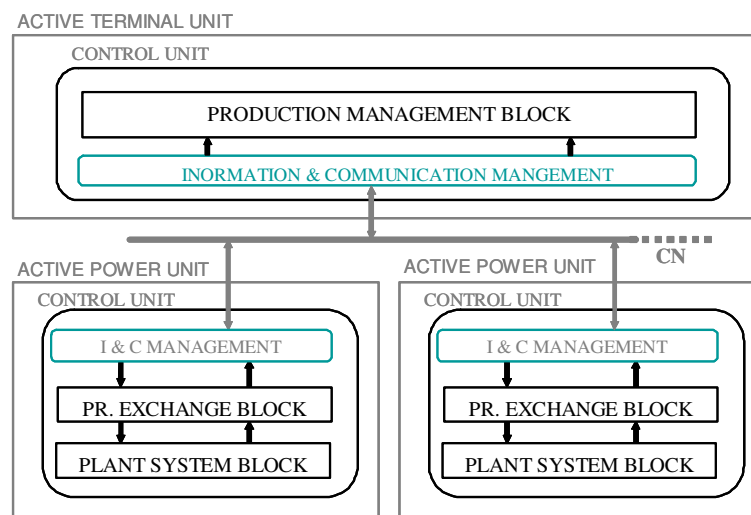 ACTIVE TERMINAL UNIT
CONTROL UNIT
PRODUCTION MANAGEMENT BLOCK
INORMATION & COMMUNICATION MANGEMENT
CN
ACTIVE POWER UNIT
CONTROL UNIT
I & C MANAGEMENT
PR. EXCHANGE BLOCK
PLANT SYSTEM BLOCK
ACTIVE POWER UNIT
CONTROL UNIT
I & C MANAGEMENT
PR. EXCHANGE BLOCK
PLANT SYSTEM BLOCK